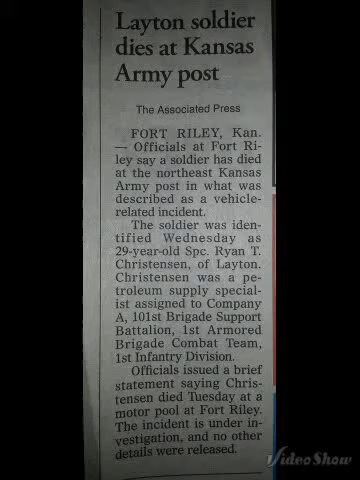 Layton soldier
dies at Kansas
Army post
The Associated Press
FORT RILEY, Kan.
— Officials at Fort Ri-
ley say a soldier has died
at the northeast Kansas
Army post in what was
described as a vehicle-
related incident.
The soldier was iden-
tified Wednesday as
29-year-old Spc. Ryan T.
Christensen, of Layton.
Christensen was a pe-
troleum supply special-
ist assigned to Company
A, 101st Brigade Support
Battalion, 1st Armored
Brigade Combat Team,
1st Infantry Division.
Officials issued a brief
statement saying Chris-
tensen died Tuesday at a
motor pool at Fort Riley.
The incident is under in-
vestigation, and no other
details were released.
VideoShow